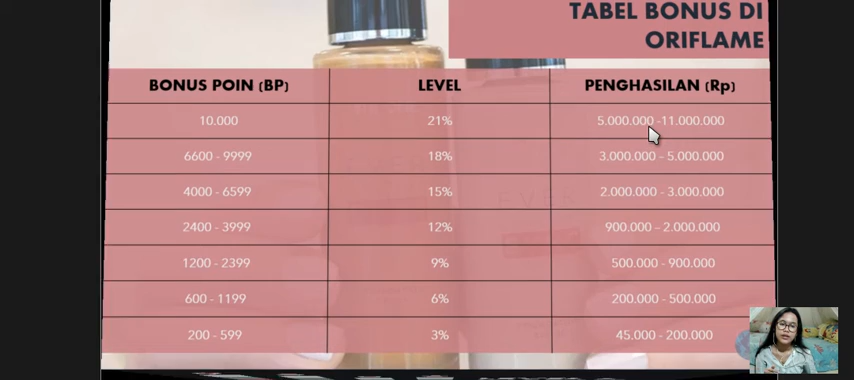 TABEL BONUS DI
ORIFLAME
BONUS POIN (BP) LEVEL PENGHASILAN (Rp)
10.000 21% 5.000.000 -11.000.000
6600 - 9999 18% 3.000.000 - 5.000.000
4000 - 6599 15% 2.000.000 - 3.000.000
2400 - 3999 12% 900.000 – 2.000.000
1200 - 2399 9% 500.000 - 900.000
600 - 1199 6% 200.000 - 500.000
200 - 599 3% 45.000 - 200.000